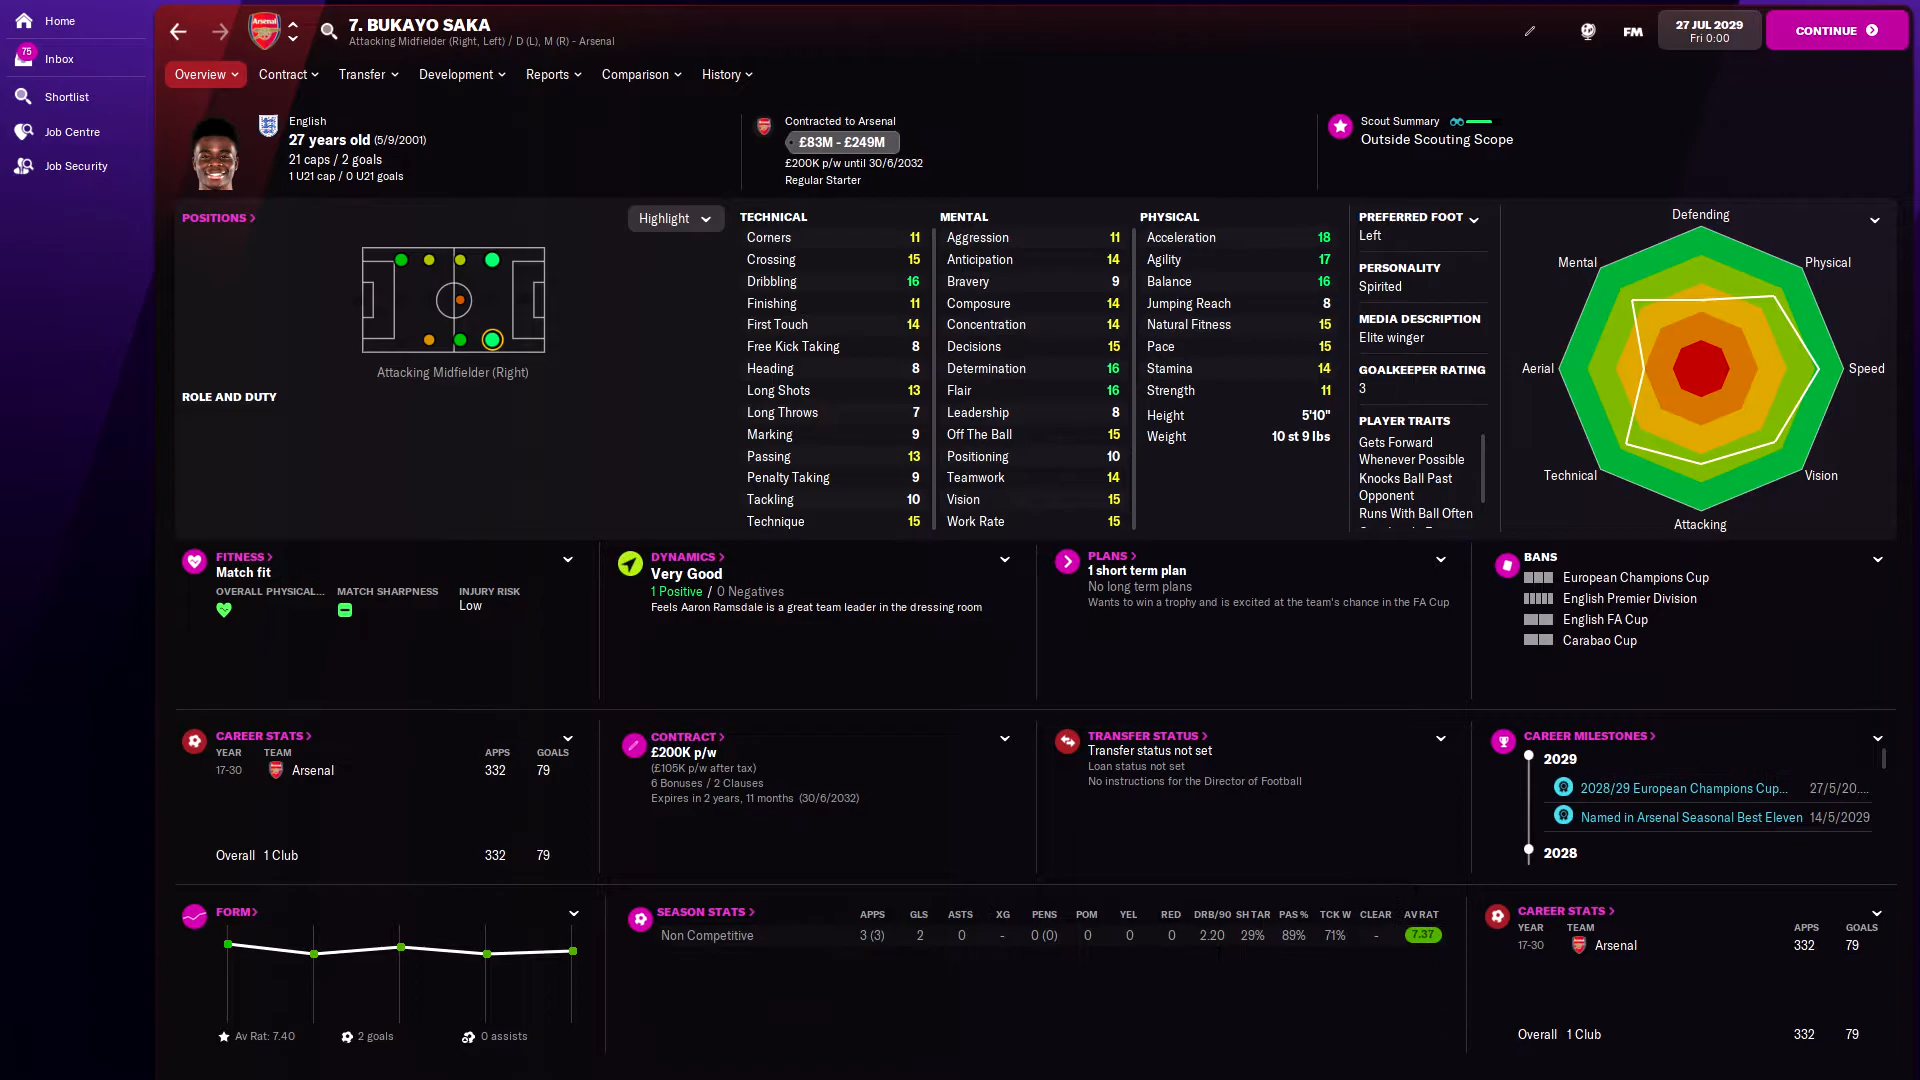 Home
75
Inbox
Shortlist
Job Centre
Job Security
Arsenal
7. BUKAYO SAKA
Attacking Midfielder (Right, Left) / D (L), M (R) - Arsenal
FM
27 JUL 2029
Fri 0:00
CONTINUE
Overview
Contract
Transfer
Development
Reports
Comparison
History
English
27 years old (5/9/2001)
21 caps / 2 goals
1 U21 cap / 0 U21 goals
Contracted to Arsenal
£83M - £249M
£200K p/w until 30/6/2032
Regular Starter
Scout Summary
Outside Scouting Scope
POSITIONS
Highlight
Attacking Midfielder (Right)
ROLE AND DUTY
TECHNICAL
Corners 11
Crossing 15
Dribbling 16
Finishing 11
First Touch 14
Free Kick Taking 8
Heading 8
Long Shots 13
Long Throws 7
Marking 9
Passing 13
Penalty Taking 9
Tackling 10
Technique 15
MENTAL
Aggression 11
Anticipation 14
Bravery 9
Composure 14
Concentration 14
Decisions 15
Determination 16
Flair 16
Leadership 8
Off The Ball 15
Positioning 10
Teamwork 14
Vision 15
Work Rate 15
PHYSICAL
Acceleration 18
Agility 17
Balance 16
Jumping Reach 8
Natural Fitness 15
Pace 15
Stamina 14
Strength 11
Height 5'10"
Weight 10 st 9 lbs
PREFERRED FOOT
Left
PERSONALITY
Spirited
MEDIA DESCRIPTION
Elite winger
GOALKEEPER RATING
3
PLAYER TRAITS
Gets Forward
Whenever Possible
Knocks Ball Past
Opponent
Runs With Ball Often
Defending
Mental
Physical
Aerial
Speed
Technical
Vision
Attacking
FITNESS
Match fit
OVERALL PHYSICAL... MATCH SHARPNESS INJURY RISK
Low
DYNAMICS
Very Good
1 Positive / 0 Negatives
Feels Aaron Ramsdale is a great team leader in the dressing room
PLANS
1 short term plan
No long term plans
Wants to win a trophy and is excited at the team's chance in the FA Cup
BANS
European Champions Cup
English Premier Division
English FA Cup
Carabao Cup
CAREER STATS
YEAR TEAM APPS GOALS
17-30 Arsenal 332 79
Overall 1 Club 332 79
CONTRACT
£200K p/w
(£105K p/w after tax)
6 Bonuses / 2 Clauses
Expires in 2 years, 11 months (30/6/2032)
TRANSFER STATUS
Transfer status not set
Loan status not set
No instructions for the Director of Football
CAREER MILESTONES
2029
2028/29 European Champions Cup... 27/5/20....
Named in Arsenal Seasonal Best Eleven 14/5/2029
2028
FORM
Av Rat: 7.40
2 goals
0 assists
SEASON STATS APPS GLS ASTS XG PENS POM YEL RED DRB/90 SH TAR PAS % TCK W CLEAR AV RAT
Non Competitive 3 (3) 2 0 - 0 (0) 0 0 0 2.20 29% 89% 71% - 7.37
CAREER STATS
YEAR TEAM APPS GOALS
17-30 Arsenal 332 79
Overall 1 Club 332 79